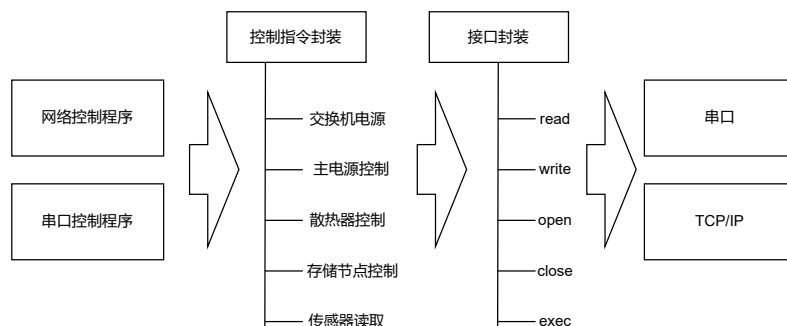 控制指令封装
接口封装
网络控制程序
串口控制程序
交换机电源
主电源控制
散热器控制
存储节点控制
传感器读取
read
write
open
close
exec
串口
TCP/IP